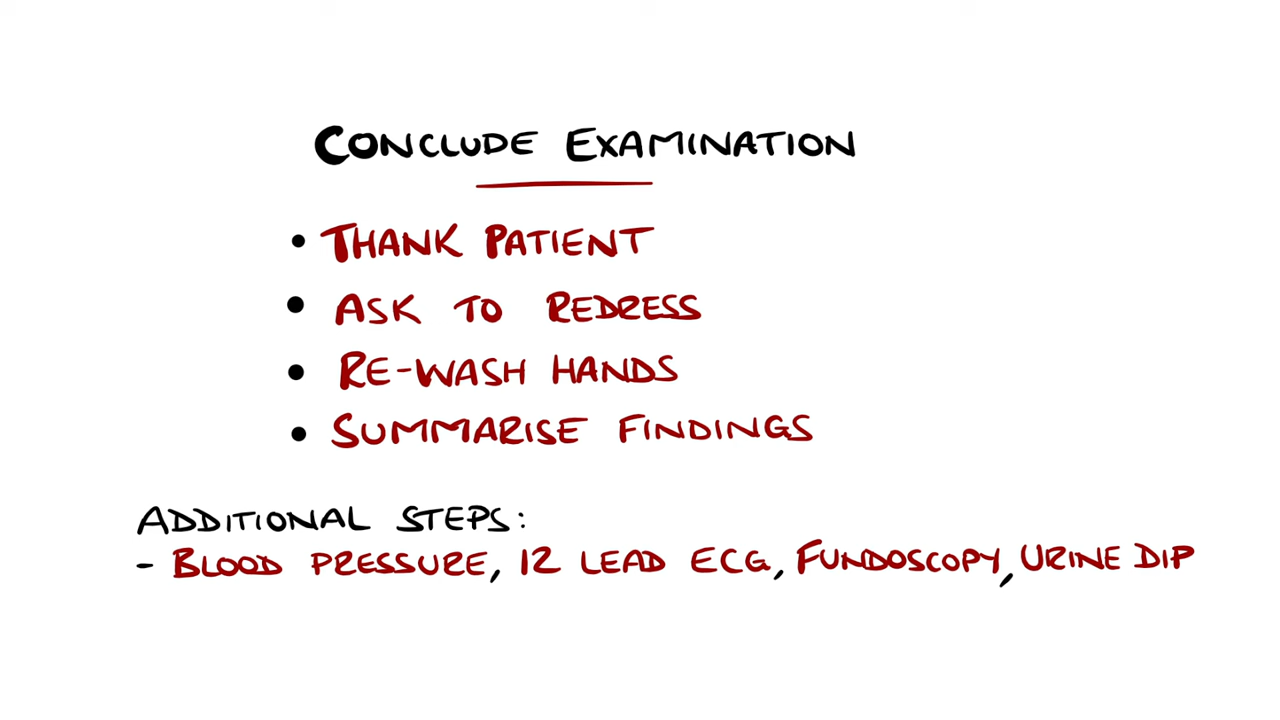 CONCLUDE EXAMINATION
• THANK PATIENT
• ASK TO REDRESS
• RE-WASH HANDS
• SUMMARISE FINDINGS
ADDITIONAL STEPS:
- BLOOD PRESSURE, 12 LEAD ECG, FUNDOSCOPY, URINE DIP